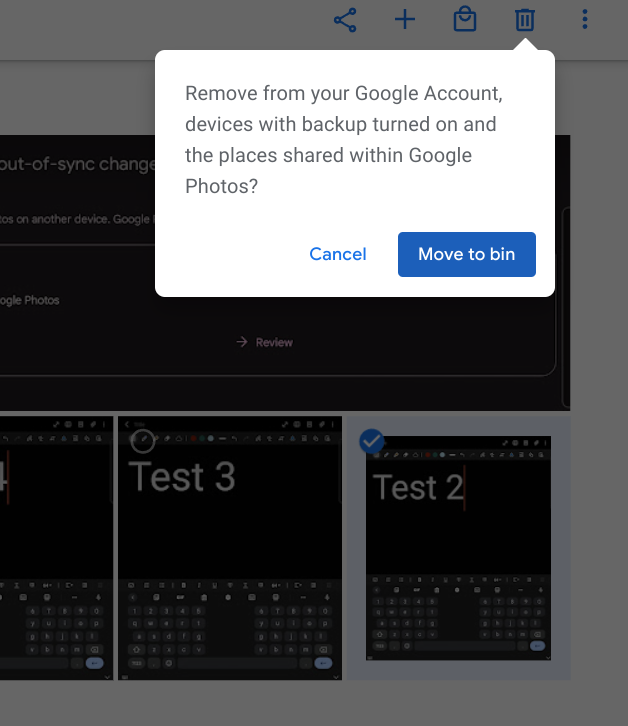 Remove from your Google Account,
devices with backup turned on and
the places shared within Google
Photos?
Cancel
Move to bin
out-of-sync change
os on another device. Google
ogle Photos
→ Review
4
Test 3
Test 2